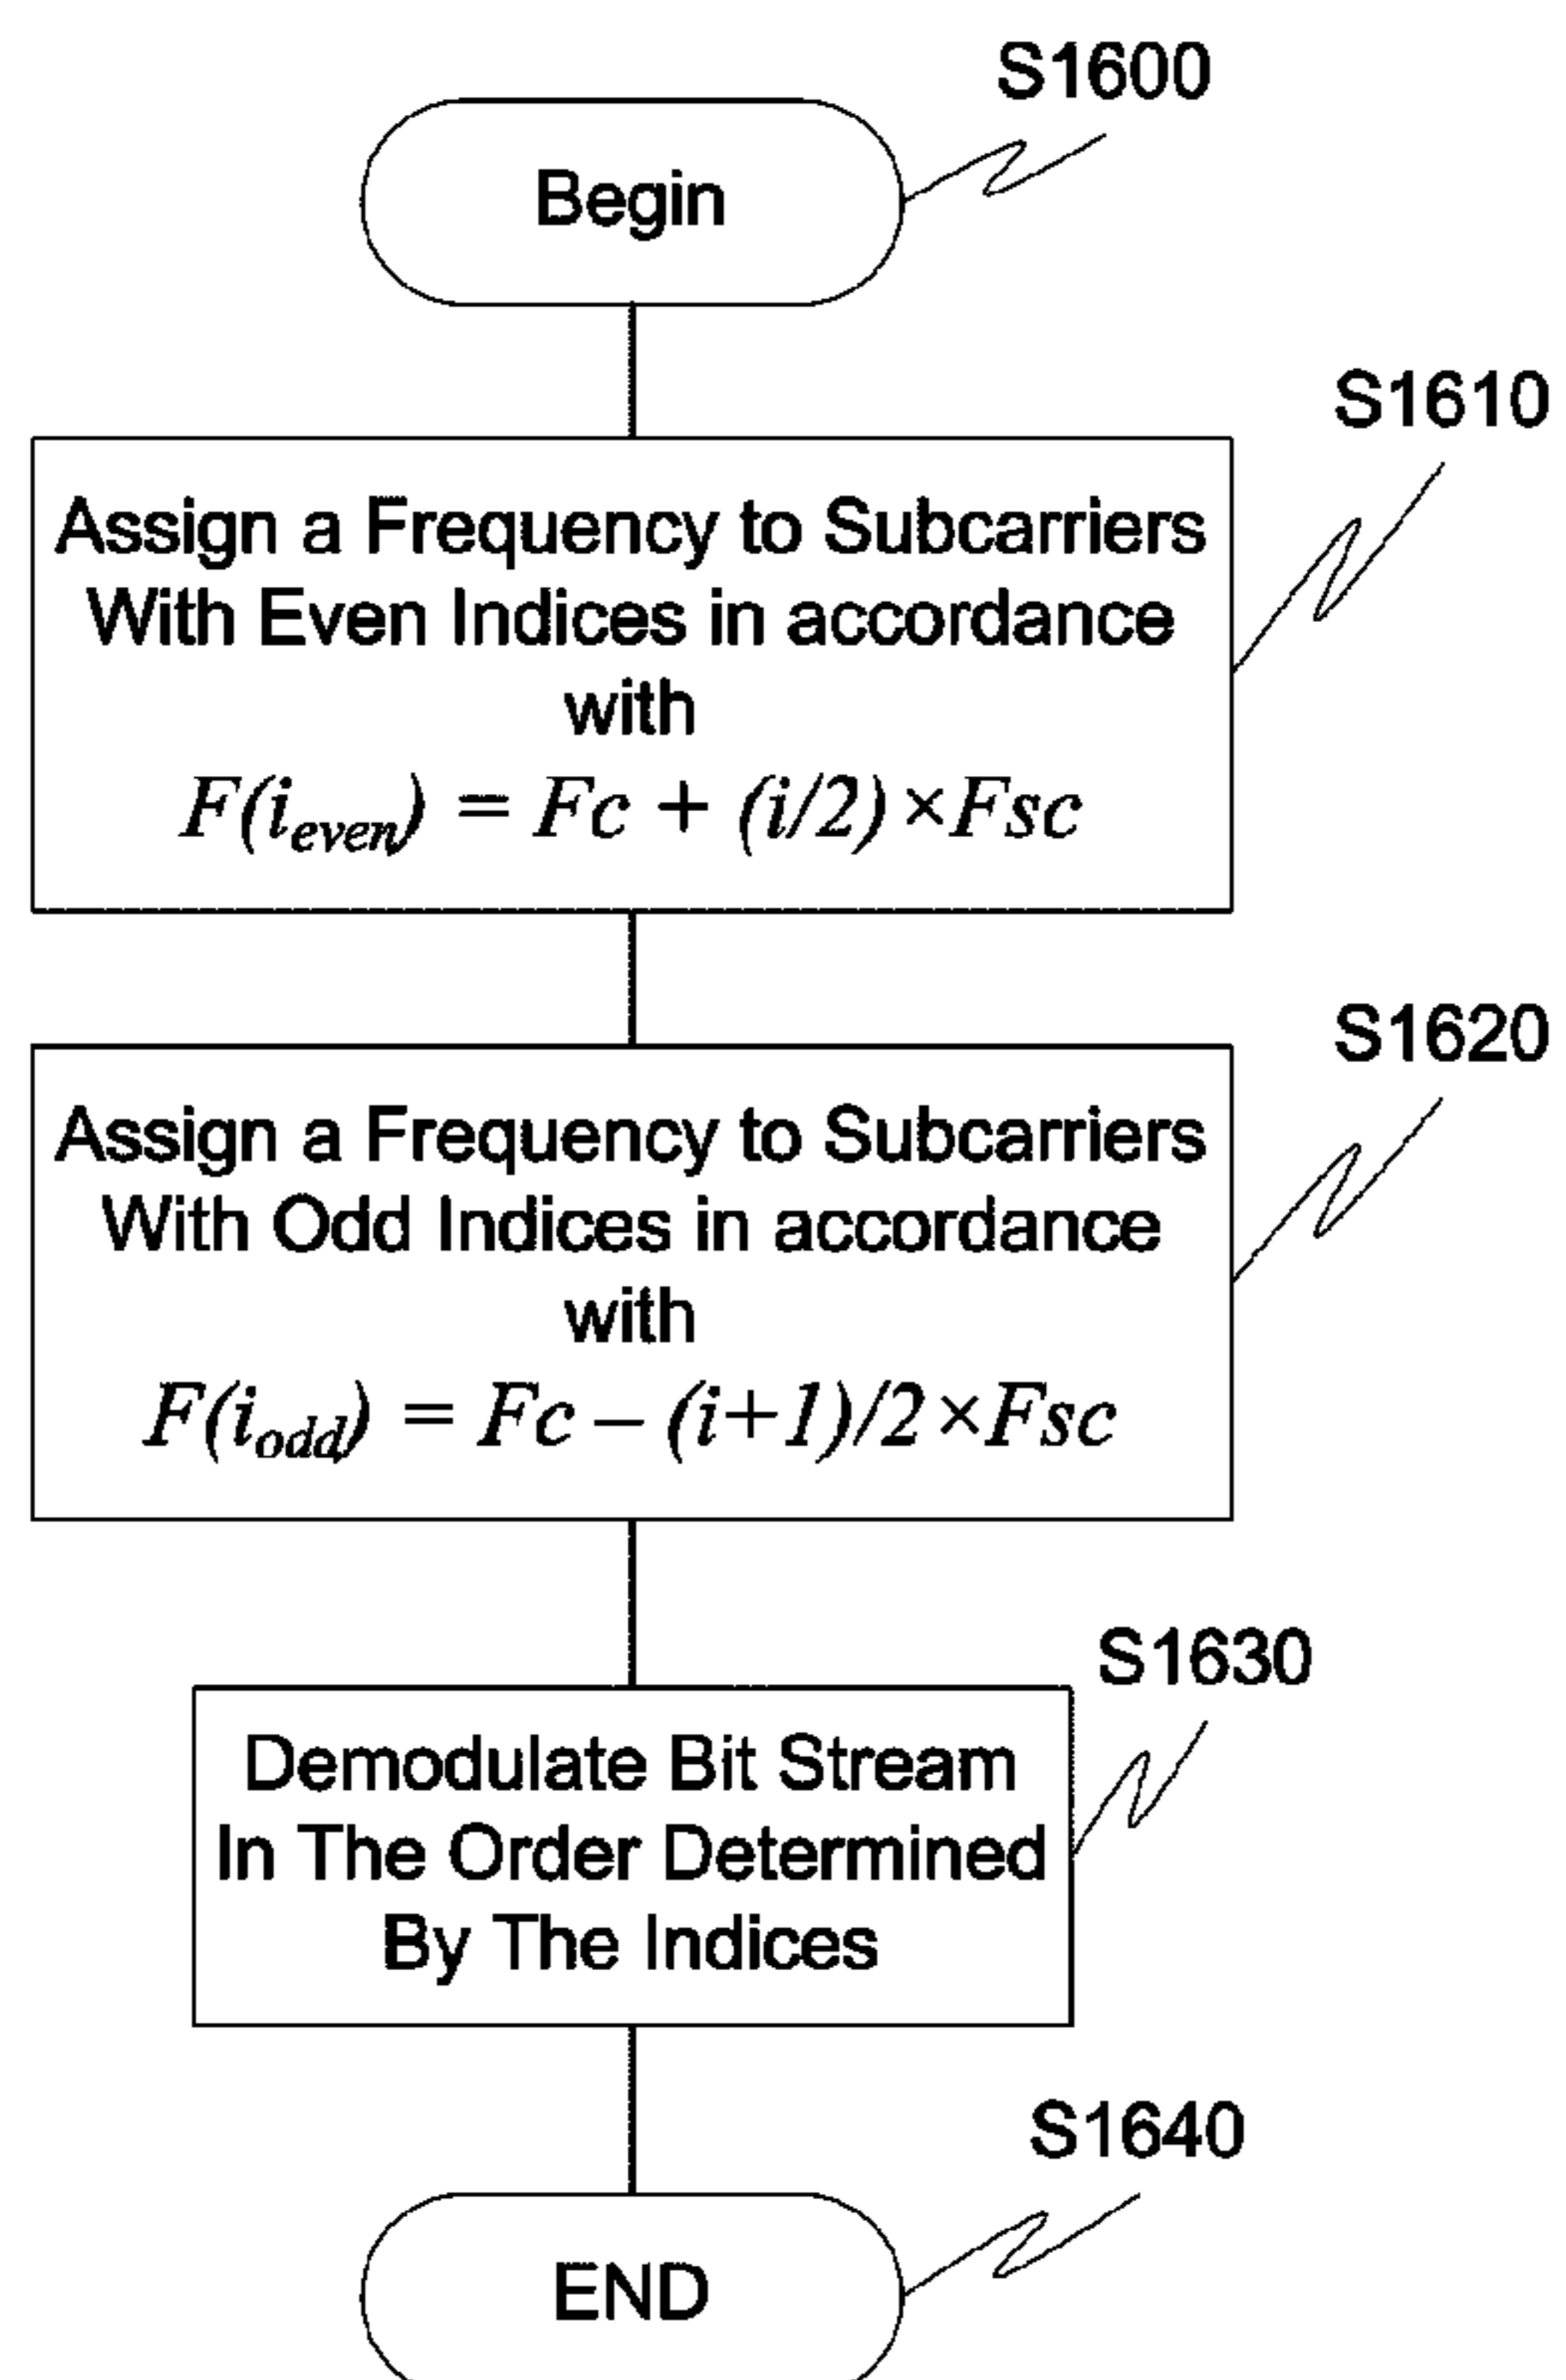 S1600
Begin
S1610
Assign a Frequency to Subcarriers
With Even Indices in accordance
with
F(i_even) = Fc + (i/2)×Fsc
S1620
Assign a Frequency to Subcarriers
With Odd Indices in accordance
with
F(i_odd) = Fc – (i+1)/2×Fsc
S1630
Demodulate Bit Stream
In The Order Determined
By The Indices
S1640
END